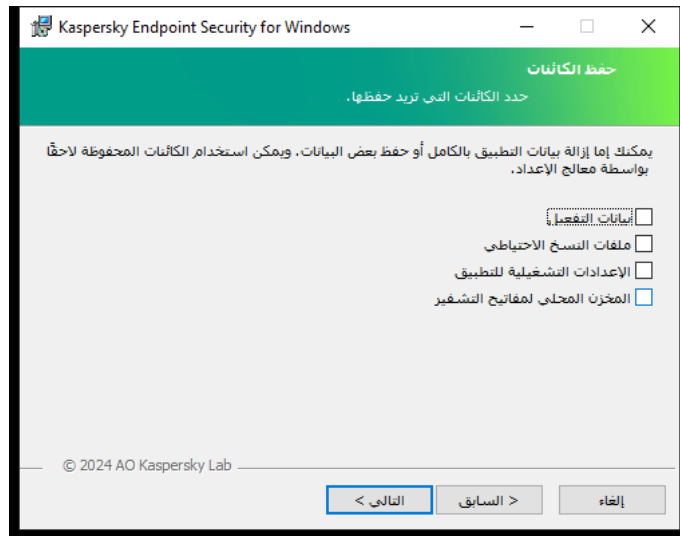 Kaspersky Endpoint Security for Windows
حفظ الكائنات
حدد الكائنات التي تريد حفظها.
يمكنك إما إزالة بيانات التطبيق بالكامل أو حفظ بعض البيانات. ويمكن استخدام الكائنات المحفوظة لاحقًا
بواسطة معالج الإعداد.
بيانات التفعيل
ملفات النسخ الاحتياطي
الإعدادات التشغيلية للتطبيق
المخزن المحلي لمفاتيح التشفير
© 2024 AO Kaspersky Lab
إلغاء
< السابق
التالي >